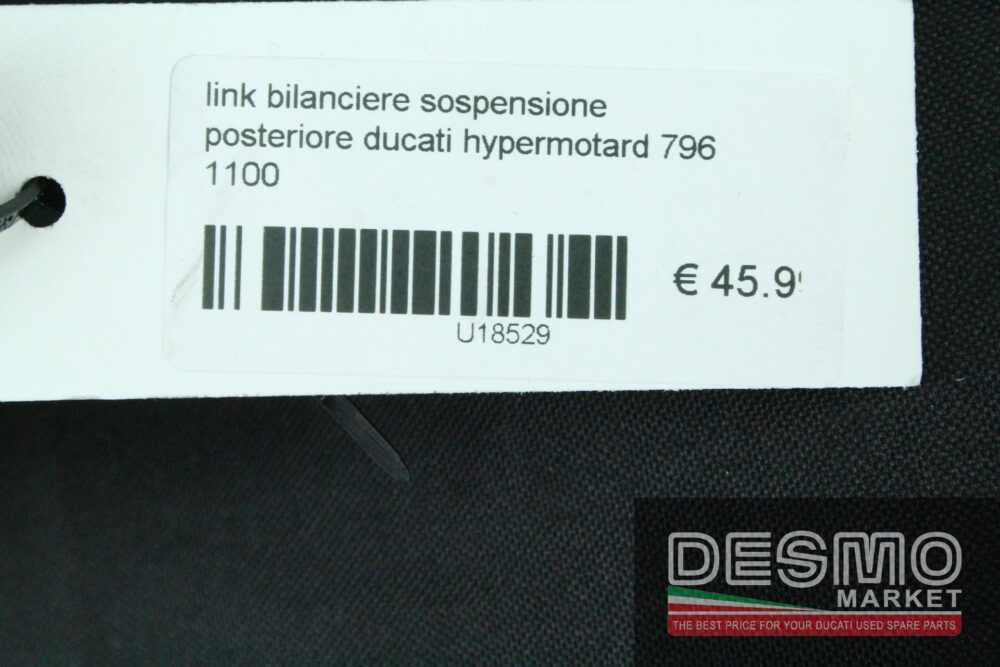 link bilanciere sospensione
posteriore ducati hypermotard 796
1100
€ 45.9
U18529
DESMO
MARKET
THE BEST PRICE FOR YOUR DUCATI USED SPARE PARTS